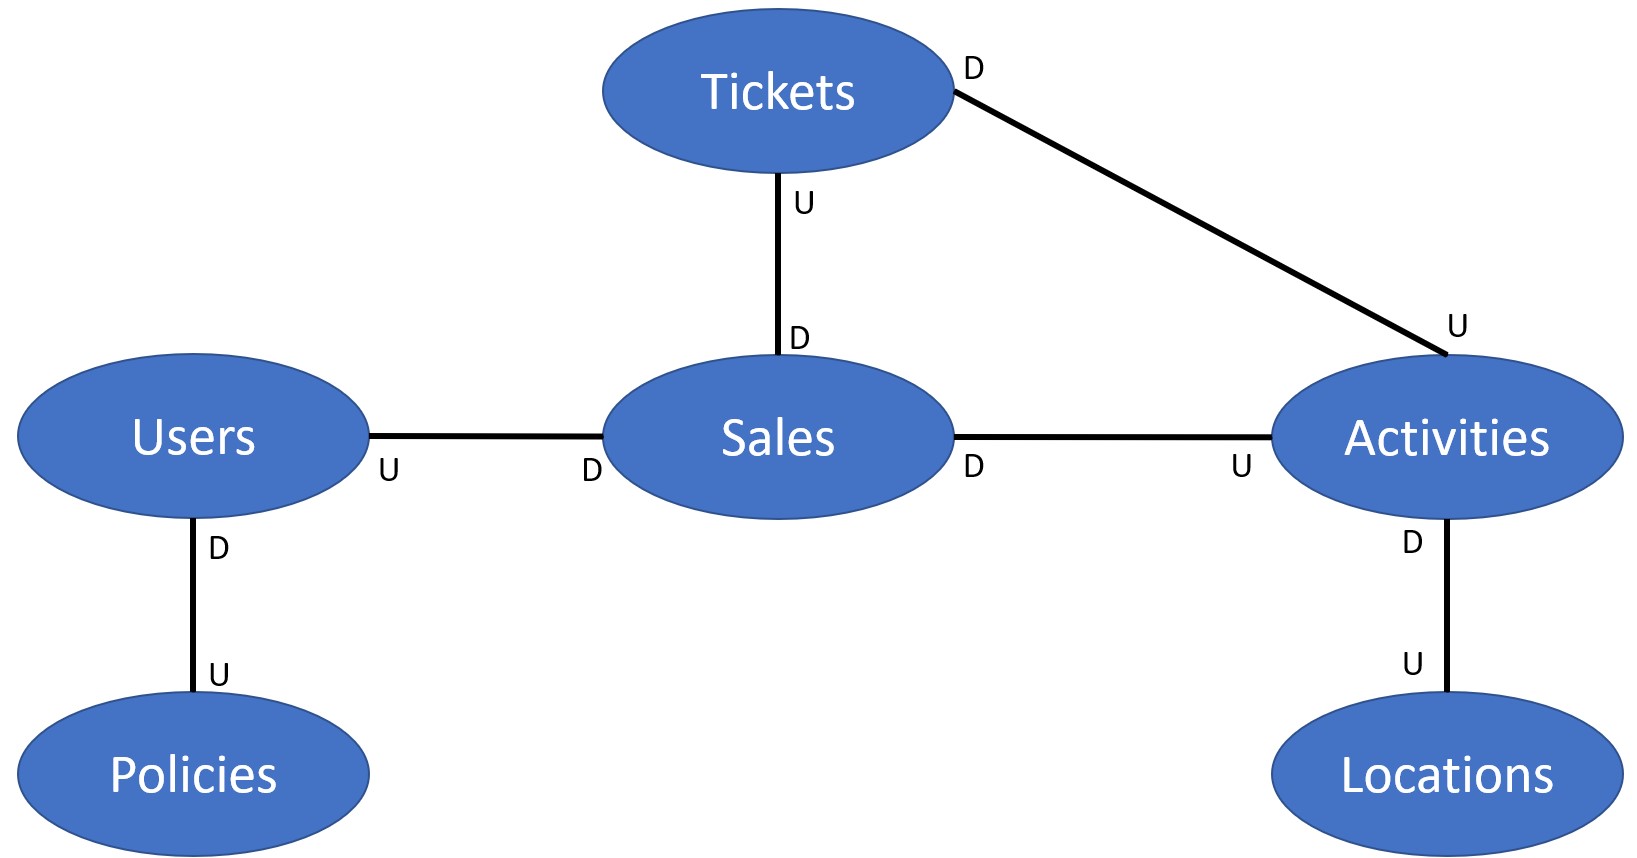 Tickets
D
U
D
U
Users
Sales
Activities
U
D
D
U
D
D
U
U
Policies
Locations